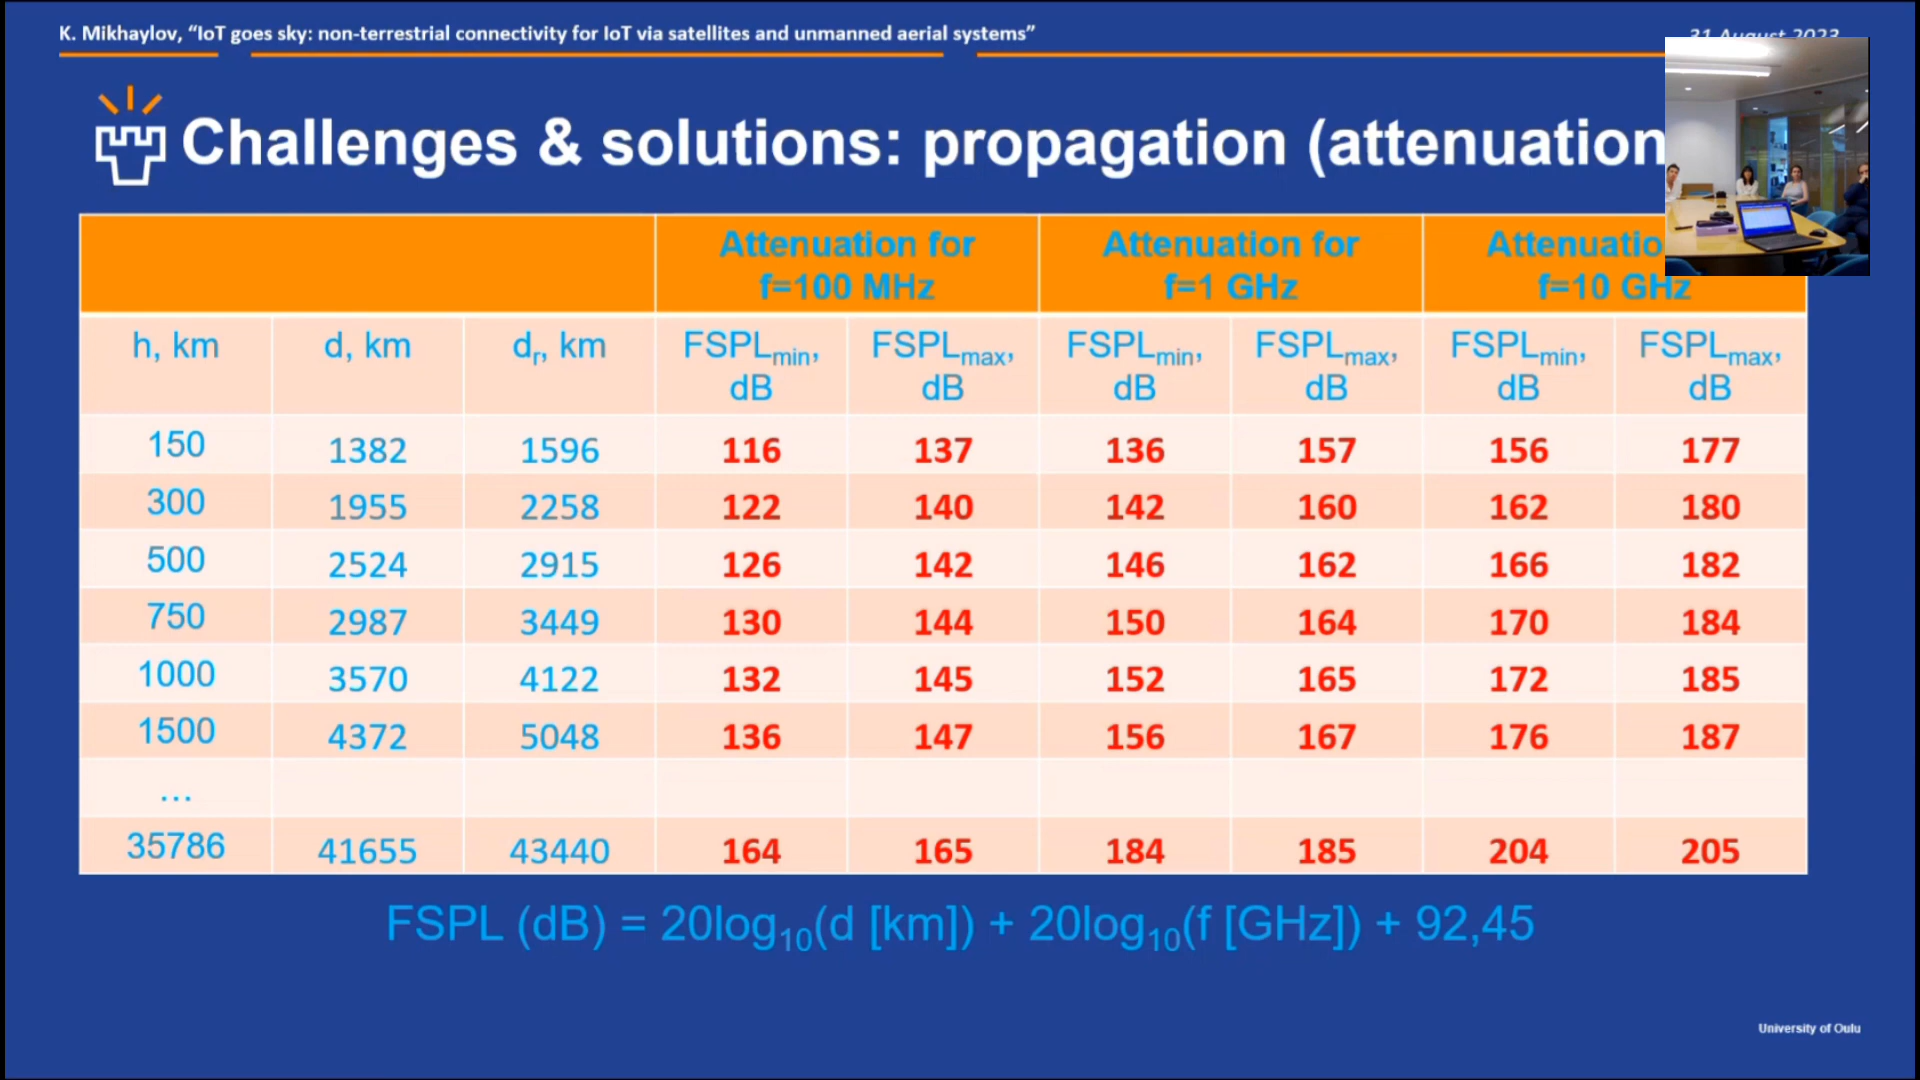 K. Mikhaylov, “IoT goes sky: non-terrestrial connectivity for IoT via satellites and unmanned aerial systems”
31 August 2023
Challenges & solutions: propagation (attenuation
Attenuation for f=100 MHz Attenuation for f=1 GHz Attenuatio f=10 GHz
h, km d, km dr, km FSPLmin, dB FSPLmax, dB FSPLmin, dB FSPLmax, dB FSPLmin, dB FSPLmax, dB
150 1382 1596 116 137 136 157 156 177
300 1955 2258 122 140 142 160 162 180
500 2524 2915 126 142 146 162 166 182
750 2987 3449 130 144 150 164 170 184
1000 3570 4122 132 145 152 165 172 185
1500 4372 5048 136 147 156 167 176 187
...
35786 41655 43440 164 165 184 185 204 205
FSPL (dB) = 20log10(d [km]) + 20log10(f [GHz]) + 92,45
University of Oulu